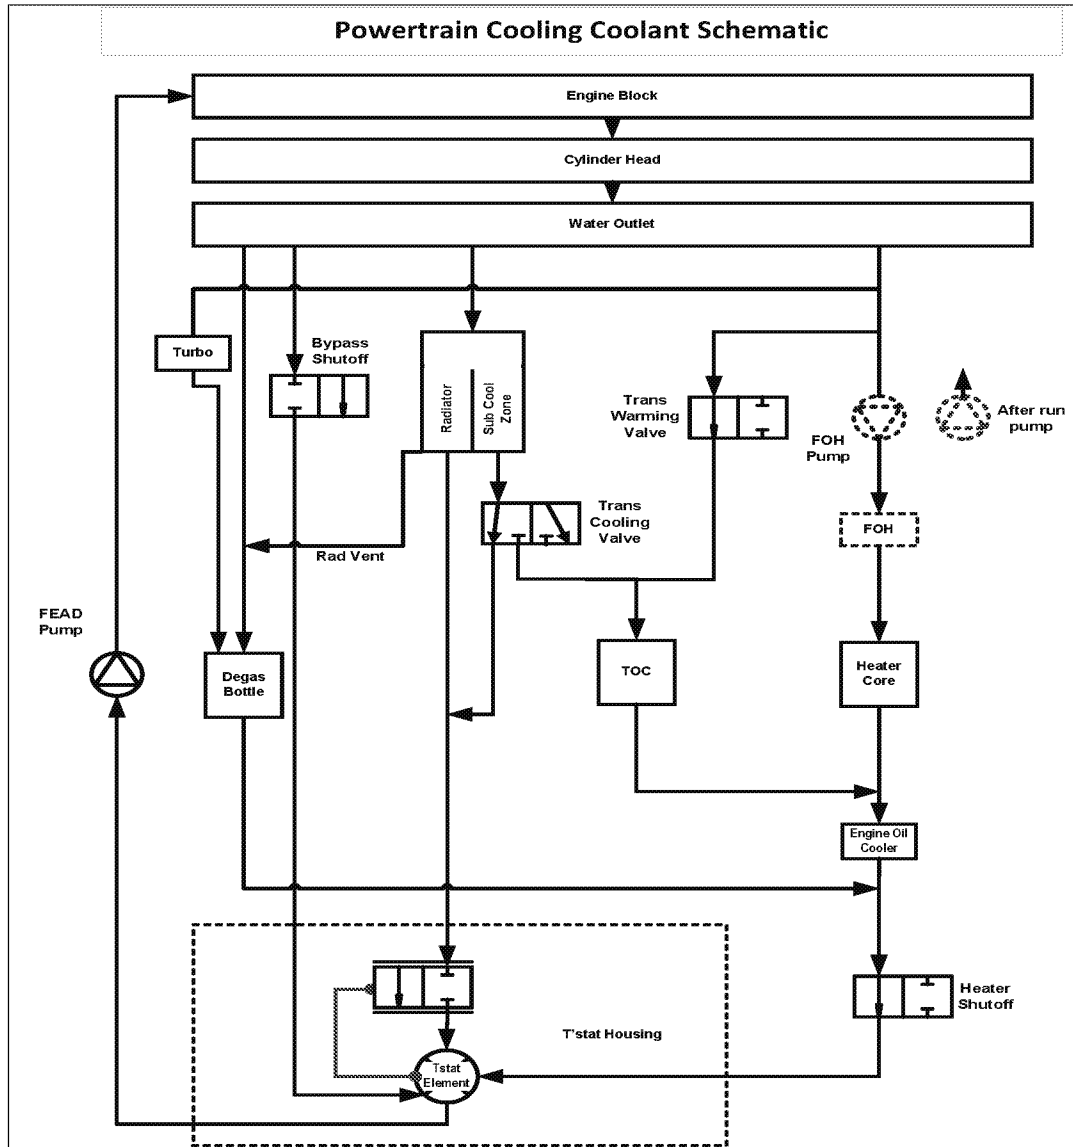 Powertrain Cooling Coolant Schematic
Engine Block
Cylinder Head
Water Outlet
Turbo
Bypass
Shutoff
Radiator
Sub Cool
Zone
Trans
Warming
Valve
FOH
Pump
After run
pump
Trans
Cooling
Valve
FOH
Rad Vent
FEAD
Pump
Degas
Bottle
TOC
Heater
Core
Engine Oil
Cooler
Heater
Shutoff
T'stat Housing
Tstat
Element